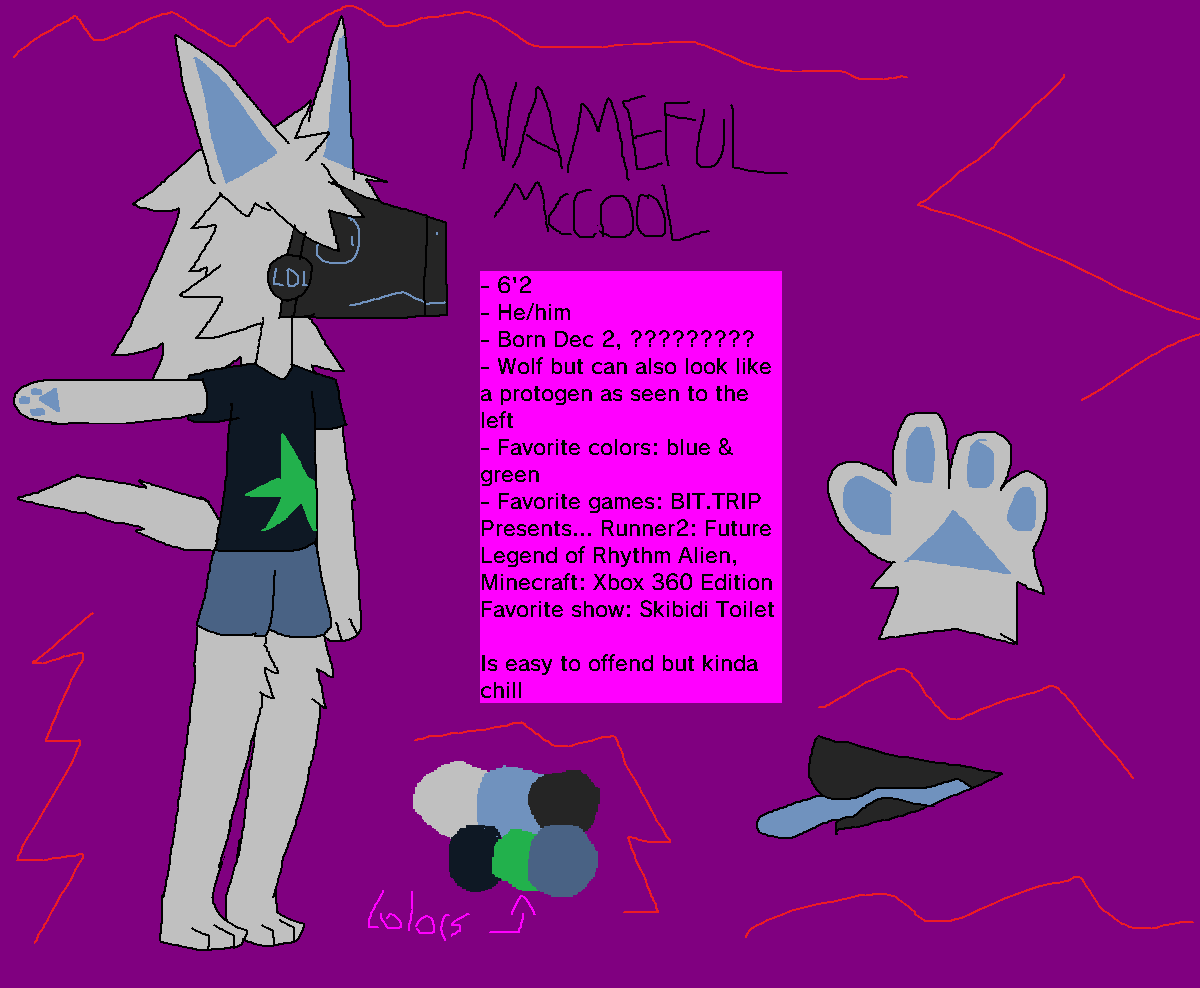 NAMEFUL
MCCOOL
LDL
- 6'2
- He/him
- Born Dec 2, ?????????
- Wolf but can also look like
a protogen as seen to the
left
- Favorite colors: blue &
green
- Favorite games: BIT.TRIP
Presents... Runner2: Future
Legend of Rhythm Alien,
Minecraft: Xbox 360 Edition
Favorite show: Skibidi Toilet
Is easy to offend but kinda
chill
Colors